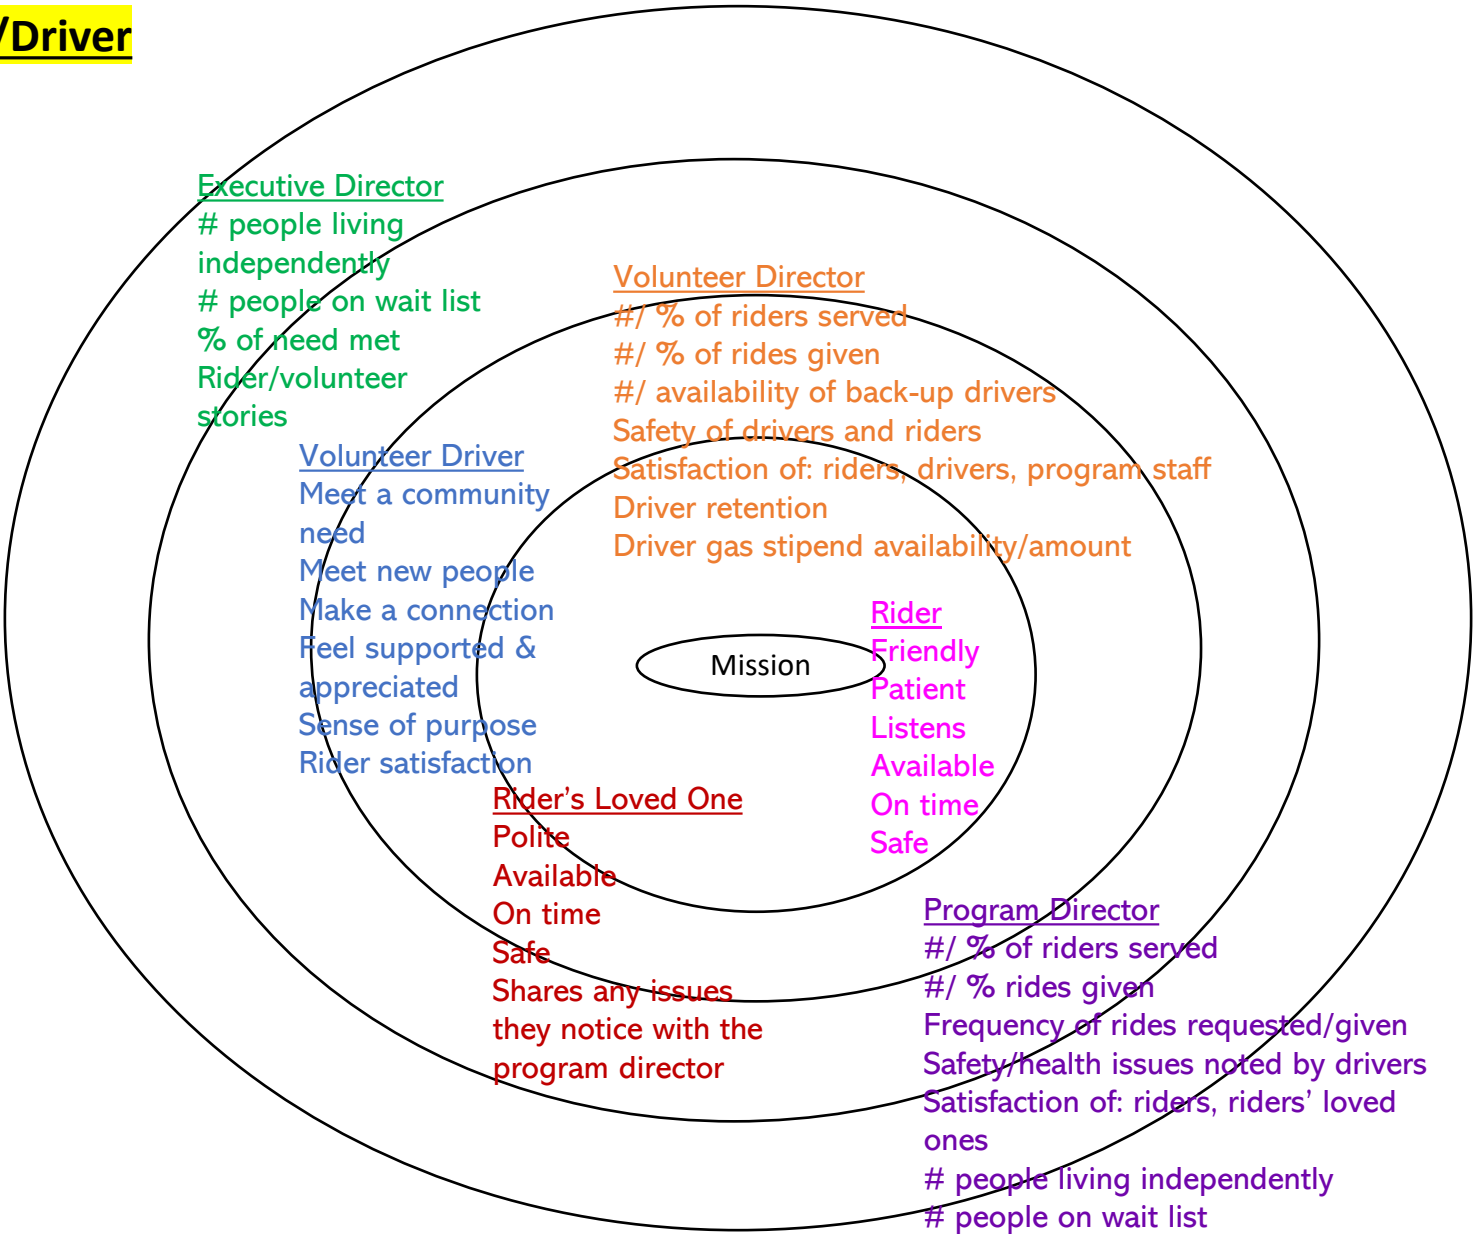 /Driver
Executive Director
# people living
independently
# people on wait list
% of need met
Rider/volunteer
stories
Volunteer Director
#/ % of riders served
#/ % of rides given
#/ availability of back-up drivers
Safety of drivers and riders
Satisfaction of: riders, drivers, program staff
Driver retention
Driver gas stipend availability/amount
Volunteer Driver
Meet a community
need
Meet new people
Make a connection
Feel supported &
appreciated
Sense of purpose
Rider satisfaction
Mission
Rider
Friendly
Patient
Listens
Available
On time
Safe
Rider’s Loved One
Polite
Available
On time
Safe
Shares any issues
they notice with the
program director
Program Director
#/ % of riders served
#/ % rides given
Frequency of rides requested/given
Safety/health issues noted by drivers
Satisfaction of: riders, riders’ loved
ones
# people living independently
# people on wait list